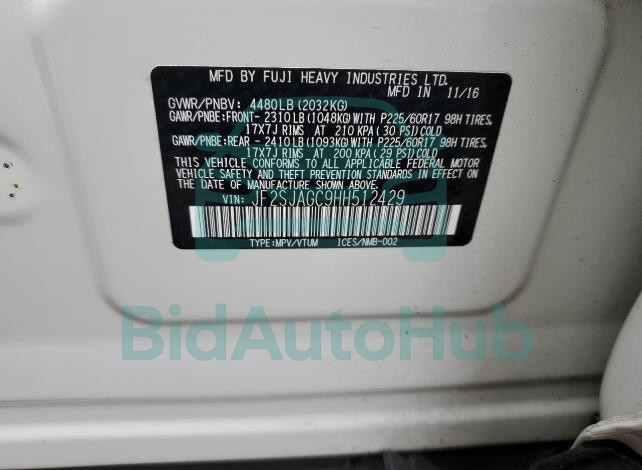 MFD BY FUJI HEAVY INDUSTRIES LTD.
MFD IN 11/16
GVWR/PNBV: 4480LB(2032KG)
GAWR/PNBE:FRONT- 2310LB(1048KG)WITH P225/60R17 98H TIRES,
17X7J RIMS AT 210 KPA(30 PSI)COLD
GAWR/PNBE:REAR - 2410LB(1093KG)WITH P225/60R17 98H TIRES,
17X7J RIMS AT 200 KPA(29 PSI)COLD
THIS VEHICLE CONFORMS TO ALL APPLICABLE FEDERAL MOTOR
VEHICLE SAFETY AND THEFT PREVENTION STANDARDS IN EFFECT ON
THE DATE OF MANUFACTURE SHOWN ABOVE.
VIN: JF2SJAGC9HH512429
TYPE:MPV/VTUM ICES/NMB-002
BidAutoHub